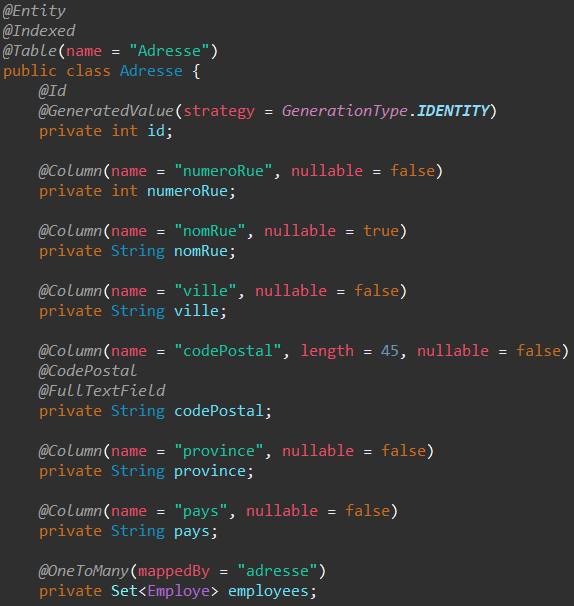 @Entity
@Indexed
@Table(name = "Adresse")
public class Adresse {
@Id
@GeneratedValue(strategy = GenerationType.IDENTITY)
private int id;
@Column(name = "numeroRue", nullable = false)
private int numeroRue;
@Column(name = "nomRue", nullable = true)
private String nomRue;
@Column(name = "ville", nullable = false)
private String ville;
@Column(name = "codePostal", length = 45, nullable = false)
@CodePostal
@FullTextField
private String codePostal;
@Column(name = "province", nullable = false)
private String province;
@Column(name = "pays", nullable = false)
private String pays;
@OneToMany(mappedBy = "adresse")
private Set<Employe> employees;